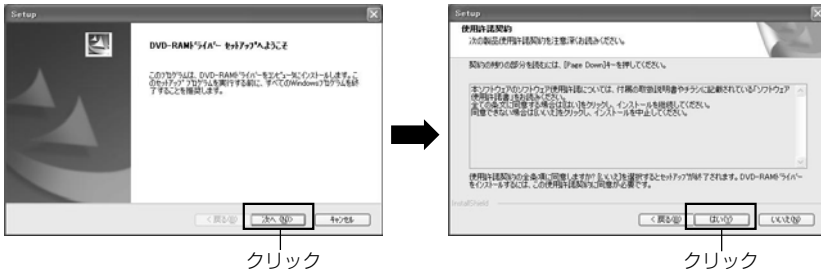 Setup
DVD-RAMﾄﾞﾗｲﾊﾞｰ ｾｯﾄｱｯﾌﾟへようこそ
このﾌﾟﾛｸﾞﾗﾑは、DVD-RAMﾄﾞﾗｲﾊﾞｰをｺﾝﾋﾟｭｰﾀにｲﾝｽﾄｰﾙします。こ
のｾｯﾄｱｯﾌﾟ ﾌﾟﾛｸﾞﾗﾑを実行する前に、すべてのWindowsﾌﾟﾛｸﾞﾗﾑを終
了することを推奨します。
< 戻る(B)
次へ(N) >
ｷｬﾝｾﾙ
クリック
Setup
使用許諾契約
次の製品使用許諾契約を注意深くお読みください。
契約の残りの部分を読むには、[Page Down]キーを押してください。
本ソフトウェアのソフトウェア使用許諾については、付属の取扱説明書やチラシに記載されている「ソフトウェア
使用許諾書」をお読みください。
全ての条文に同意する場合は[はい]をクリックし、インストールを継続してください。
同意できない場合は[いいえ]をクリックし、インストールを中止してください。
使用許諾契約の全条項に同意しますか? [いいえ]を選択するとｾｯﾄｱｯﾌﾟが終了されます。DVD-RAMﾄﾞﾗｲﾊﾞｰ
をｲﾝｽﾄｰﾙするには、この使用許諾契約に同意が必要です。
InstallShield
< 戻る(B)
はい(Y)
いいえ(N)
クリック